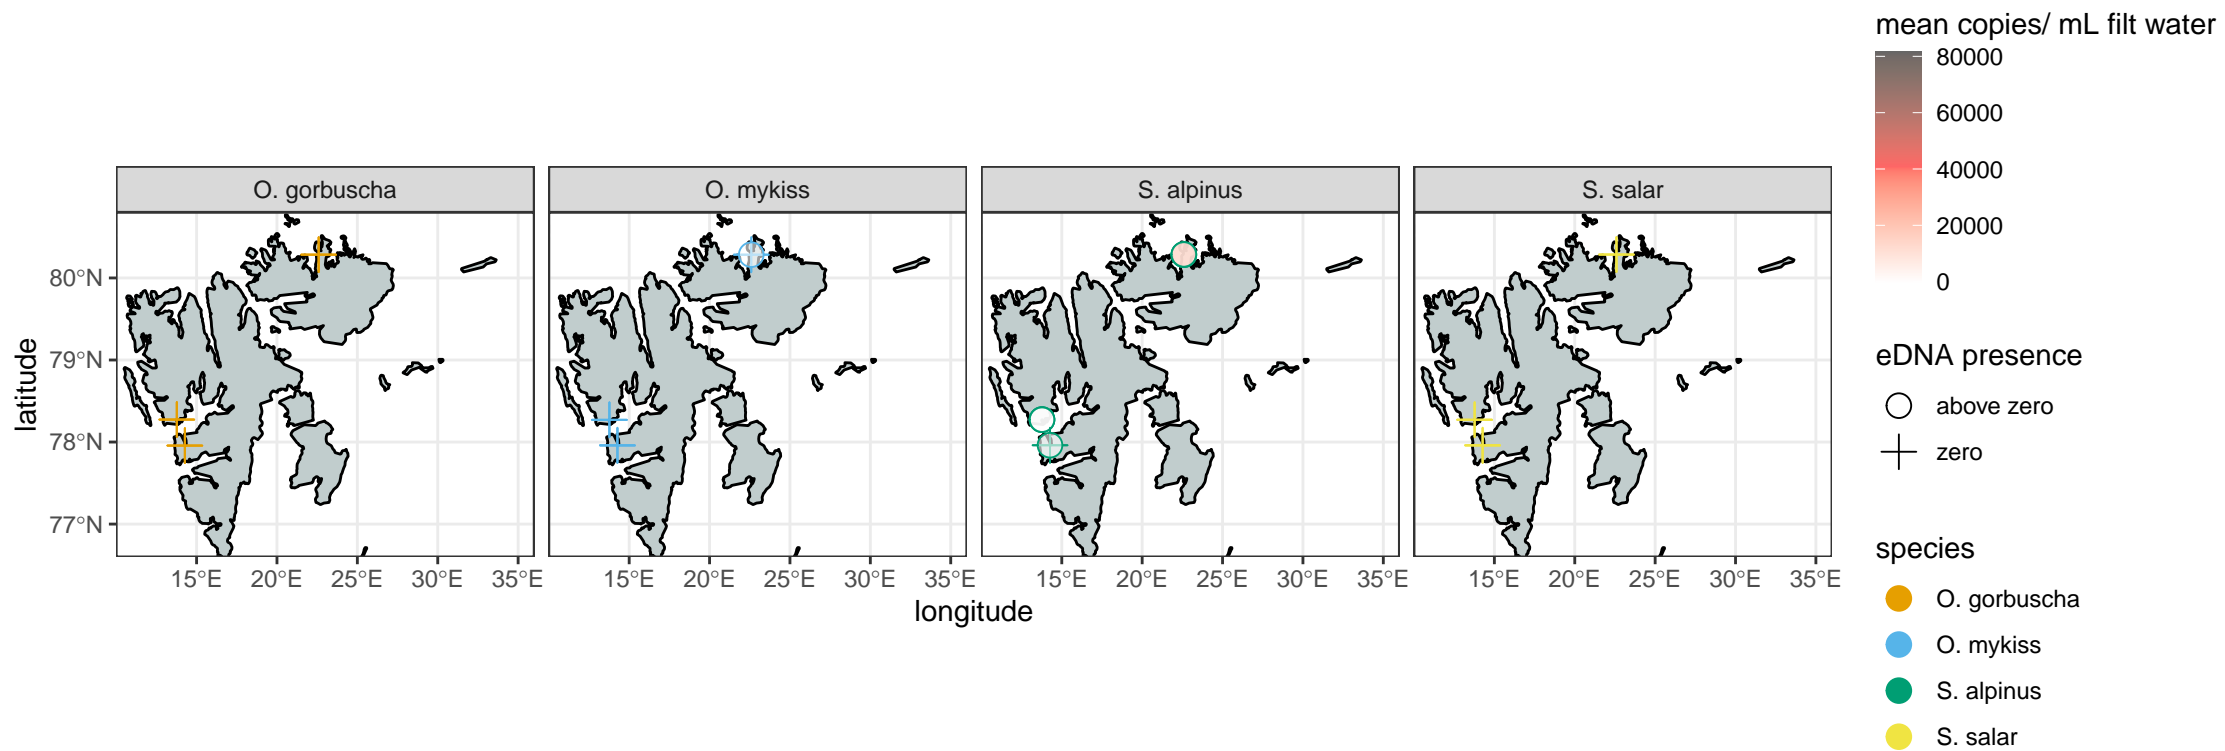 mean copies/ mL filt water
80000
60000
40000
20000
0
O. gorbuscha
O. mykiss
S. alpinus
S. salar
80°N
79°N
78°N
77°N
latitude
15°E 20°E 25°E 30°E 35°E
15°E 20°E 25°E 30°E 35°E
15°E 20°E 25°E 30°E 35°E
15°E 20°E 25°E 30°E 35°E
longitude
eDNA presence
above zero
zero
species
O. gorbuscha
O. mykiss
S. alpinus
S. salar